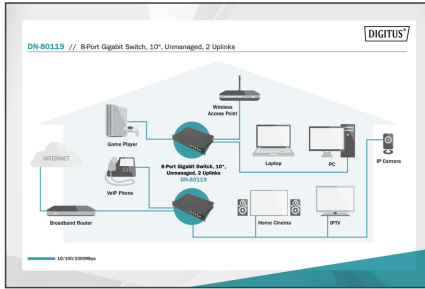 DIGITUS®
DN-80119 // 8-Port Gigabit Switch, 10", Unmanaged, 2 Uplinks
Wireless
Access Point
Game Player
INTERNET
8-Port Gigabit Switch, 10",
Unmanaged, 2 Uplinks
DN-80119
Laptop
PC
IP Camera
VoIP Phone
Broadband Router
Home Cinema
IPTV
10/100/1000Mbps